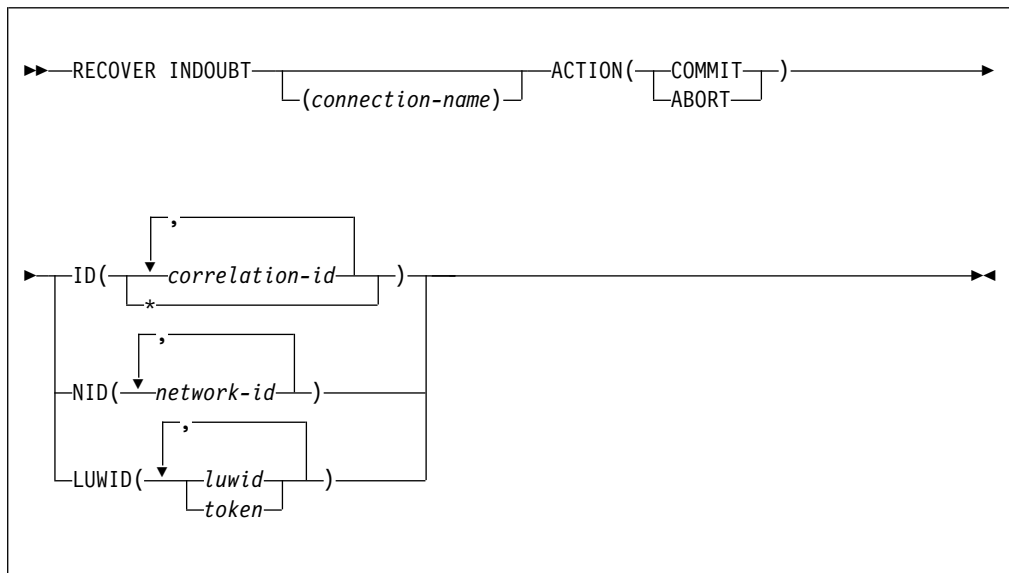 RECOVER INDOUBT (connection-name) ACTION( COMMIT )
ABORT
,
ID( correlation-id )
*
,
NID( network-id )
,
LUWID( luwid )
token